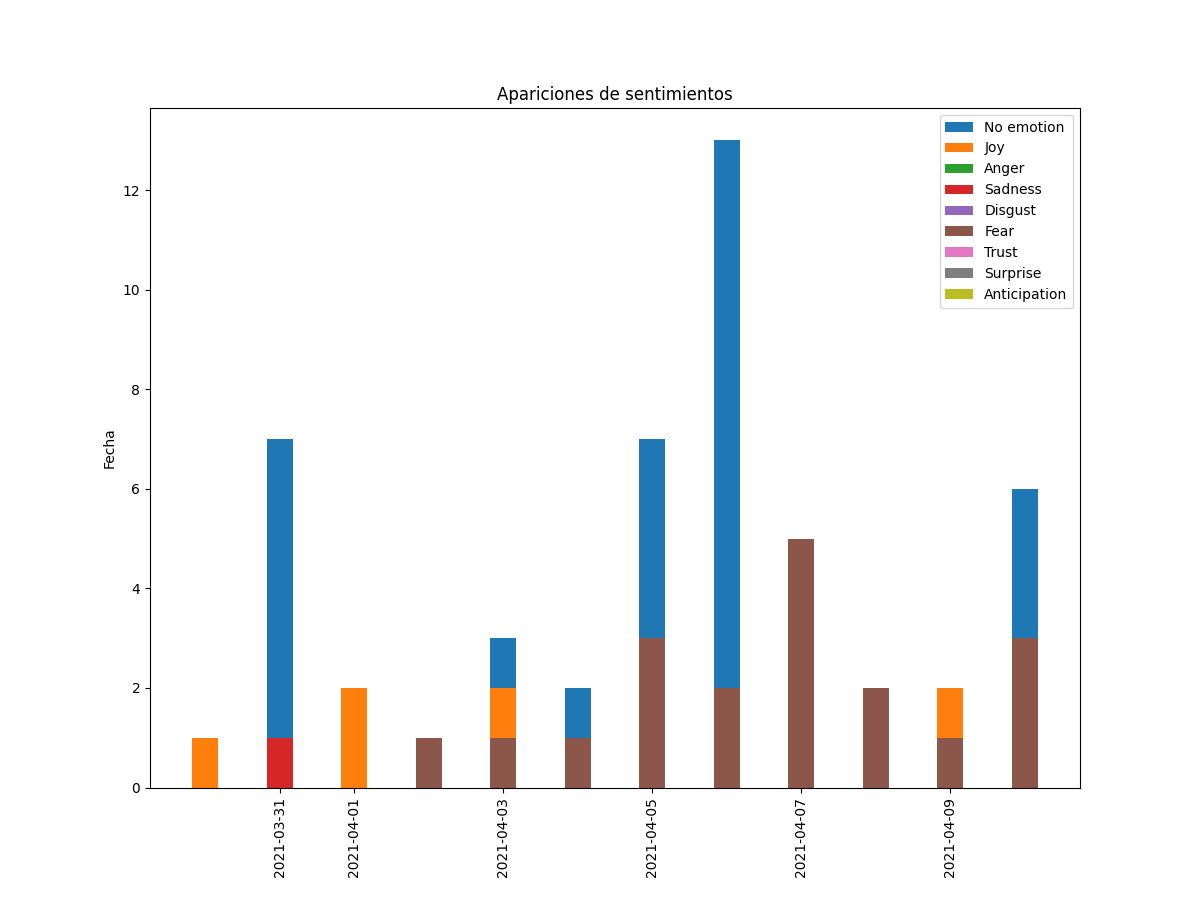 Apariciones de sentimientos
No emotion
Joy
Anger
Sadness
Disgust
Fear
Trust
Surprise
Anticipation
Fecha
12
10
8
6
4
2
0
2021-03-31
2021-04-01
2021-04-03
2021-04-05
2021-04-07
2021-04-09